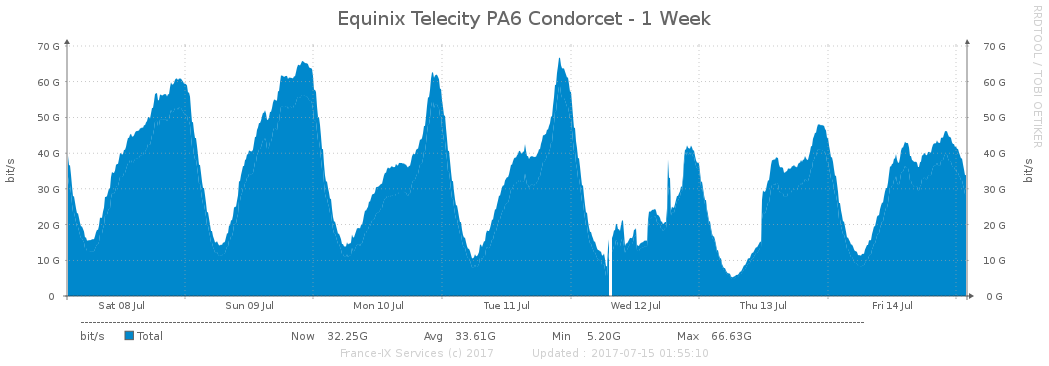 Equinix Telecity PA6 Condorcet - 1 Week
RRDTOOL / TOBI OETIKER
bit/s
70 G 70 G
60 G 60 G
50 G 50 G
40 G 40 G
30 G 30 G
20 G 20 G
10 G 10 G
0 0 G
bit/s
Sat 08 Jul Sun 09 Jul Mon 10 Jul Tue 11 Jul Wed 12 Jul Thu 13 Jul Fri 14 Jul
bit/s Total Now 32.25G Avg 33.61G Min 5.20G Max 66.63G
France-IX Services (c) 2017 Updated : 2017-07-15 01:55:10